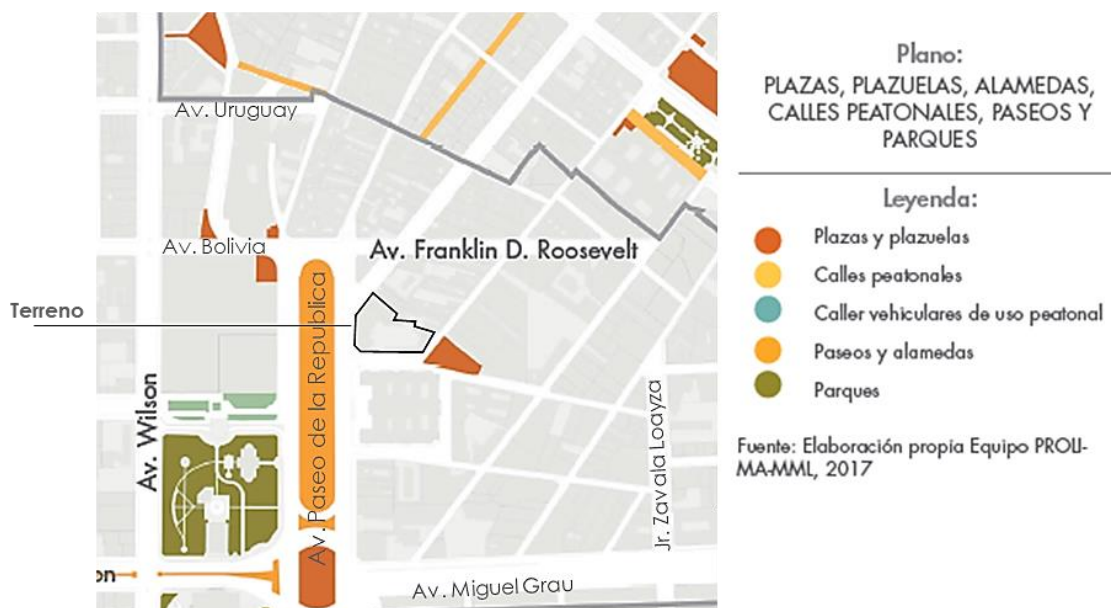 Av. Uruguay
Av. Bolivia
Av. Franklin D. Roosevelt
Terreno
Av. Paseo de la Republica
Av. Wilson
Jr. Zavala Loayza
on
Av. Miguel Grau
Plano:
PLAZAS, PLAZUELAS, ALAMEDAS,
CALLES PEATONALES, PASEOS Y
PARQUES
Leyenda:
Plazas y plazuelas
Calles peatonales
Caller vehiculares de uso peatonal
Paseos y alamedas
Parques
Fuente: Elaboración propia Equipo PROLI-
MA-MML, 2017